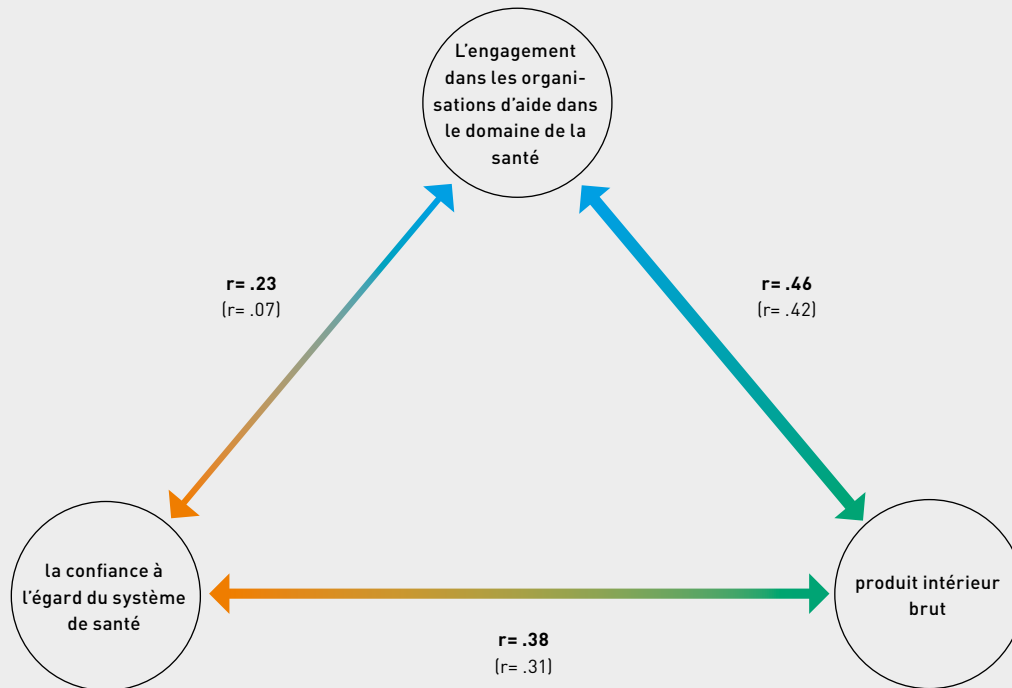 L’engagement
dans les organi-
sations d’aide dans
le domaine de la
santé
r= .23
(r= .07)
r= .46
(r= .42)
la confiance à
l’égard du système
de santé
produit intérieur
brut
r= .38
(r= .31)